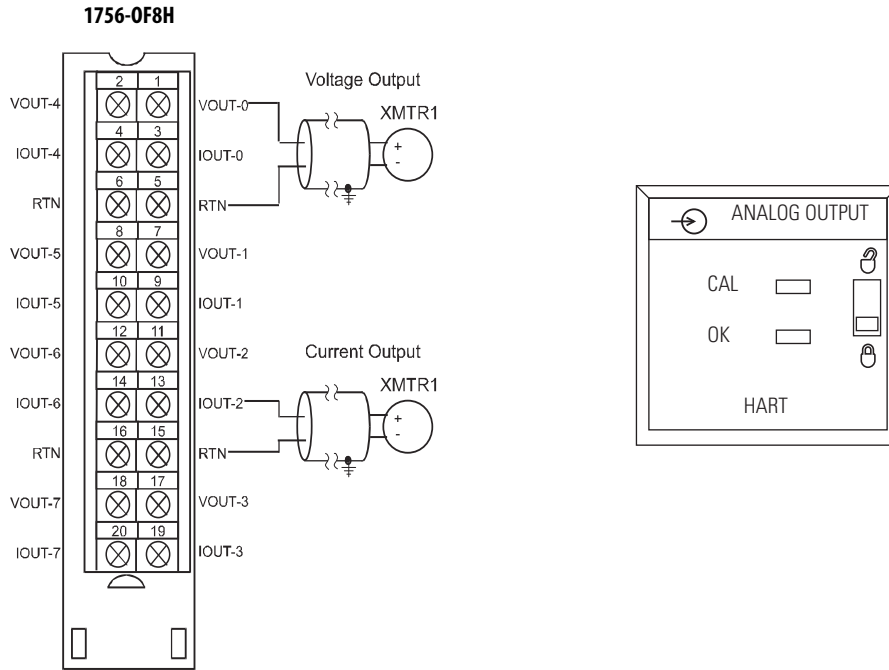 1756-OF8H
Voltage Output
XMTR1
+
-
2 1
VOUT-4 VOUT-0
4 3
IOUT-4 IOUT-0
6 5
RTN RTN
8 7
VOUT-5 VOUT-1
10 9
IOUT-5 IOUT-1
12 11
VOUT-6 VOUT-2
14 13
IOUT-6 IOUT-2
16 15
RTN RTN
18 17
VOUT-7 VOUT-3
20 19
IOUT-7 IOUT-3
Current Output
XMTR1
+
-
ANALOG OUTPUT
CAL
OK
HART